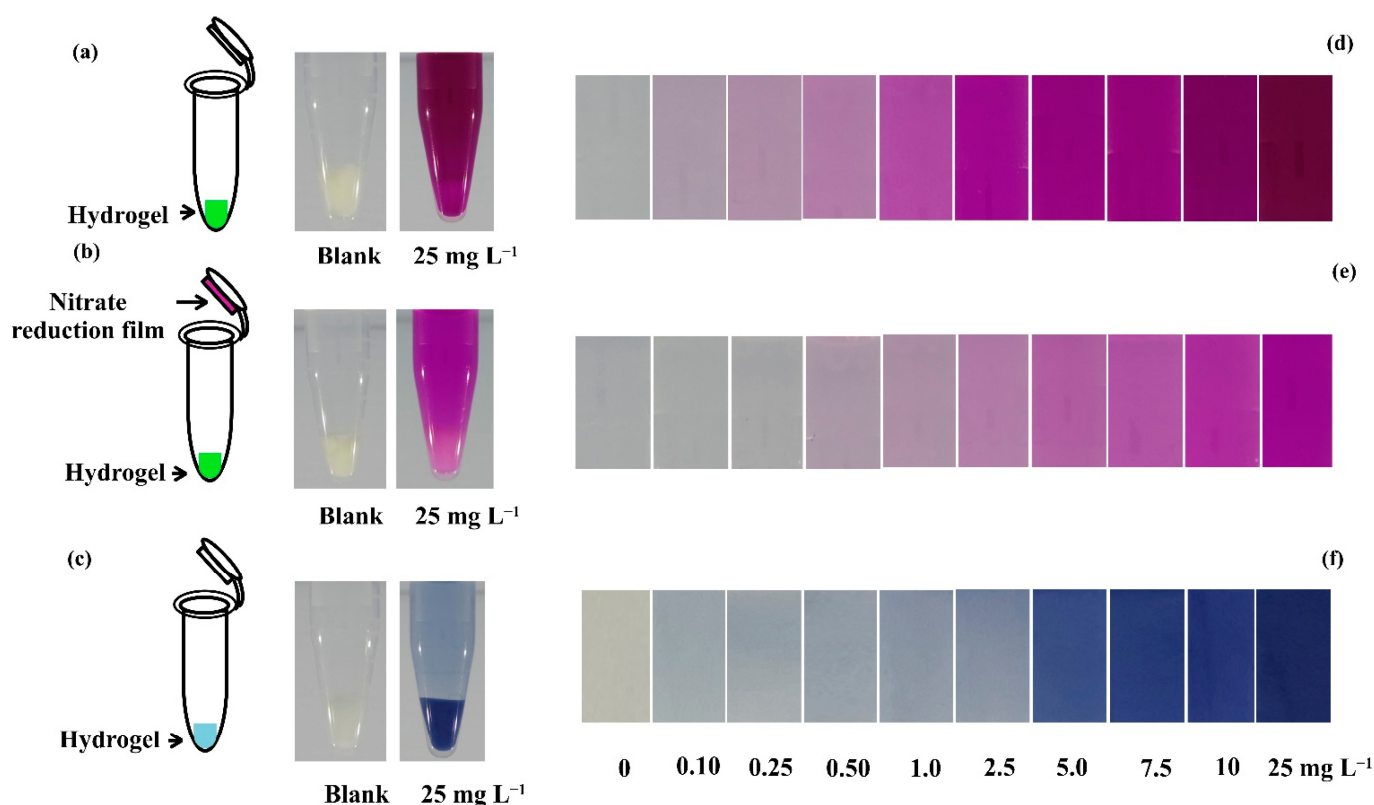 (a)
Hydrogel
Blank 25 mg L⁻¹
(b)
Nitrate
reduction film
Hydrogel
Blank 25 mg L⁻¹
(c)
Hydrogel
Blank 25 mg L⁻¹
(d)
(e)
(f)
0 0.10 0.25 0.50 1.0 2.5 5.0 7.5 10 25 mg L⁻¹